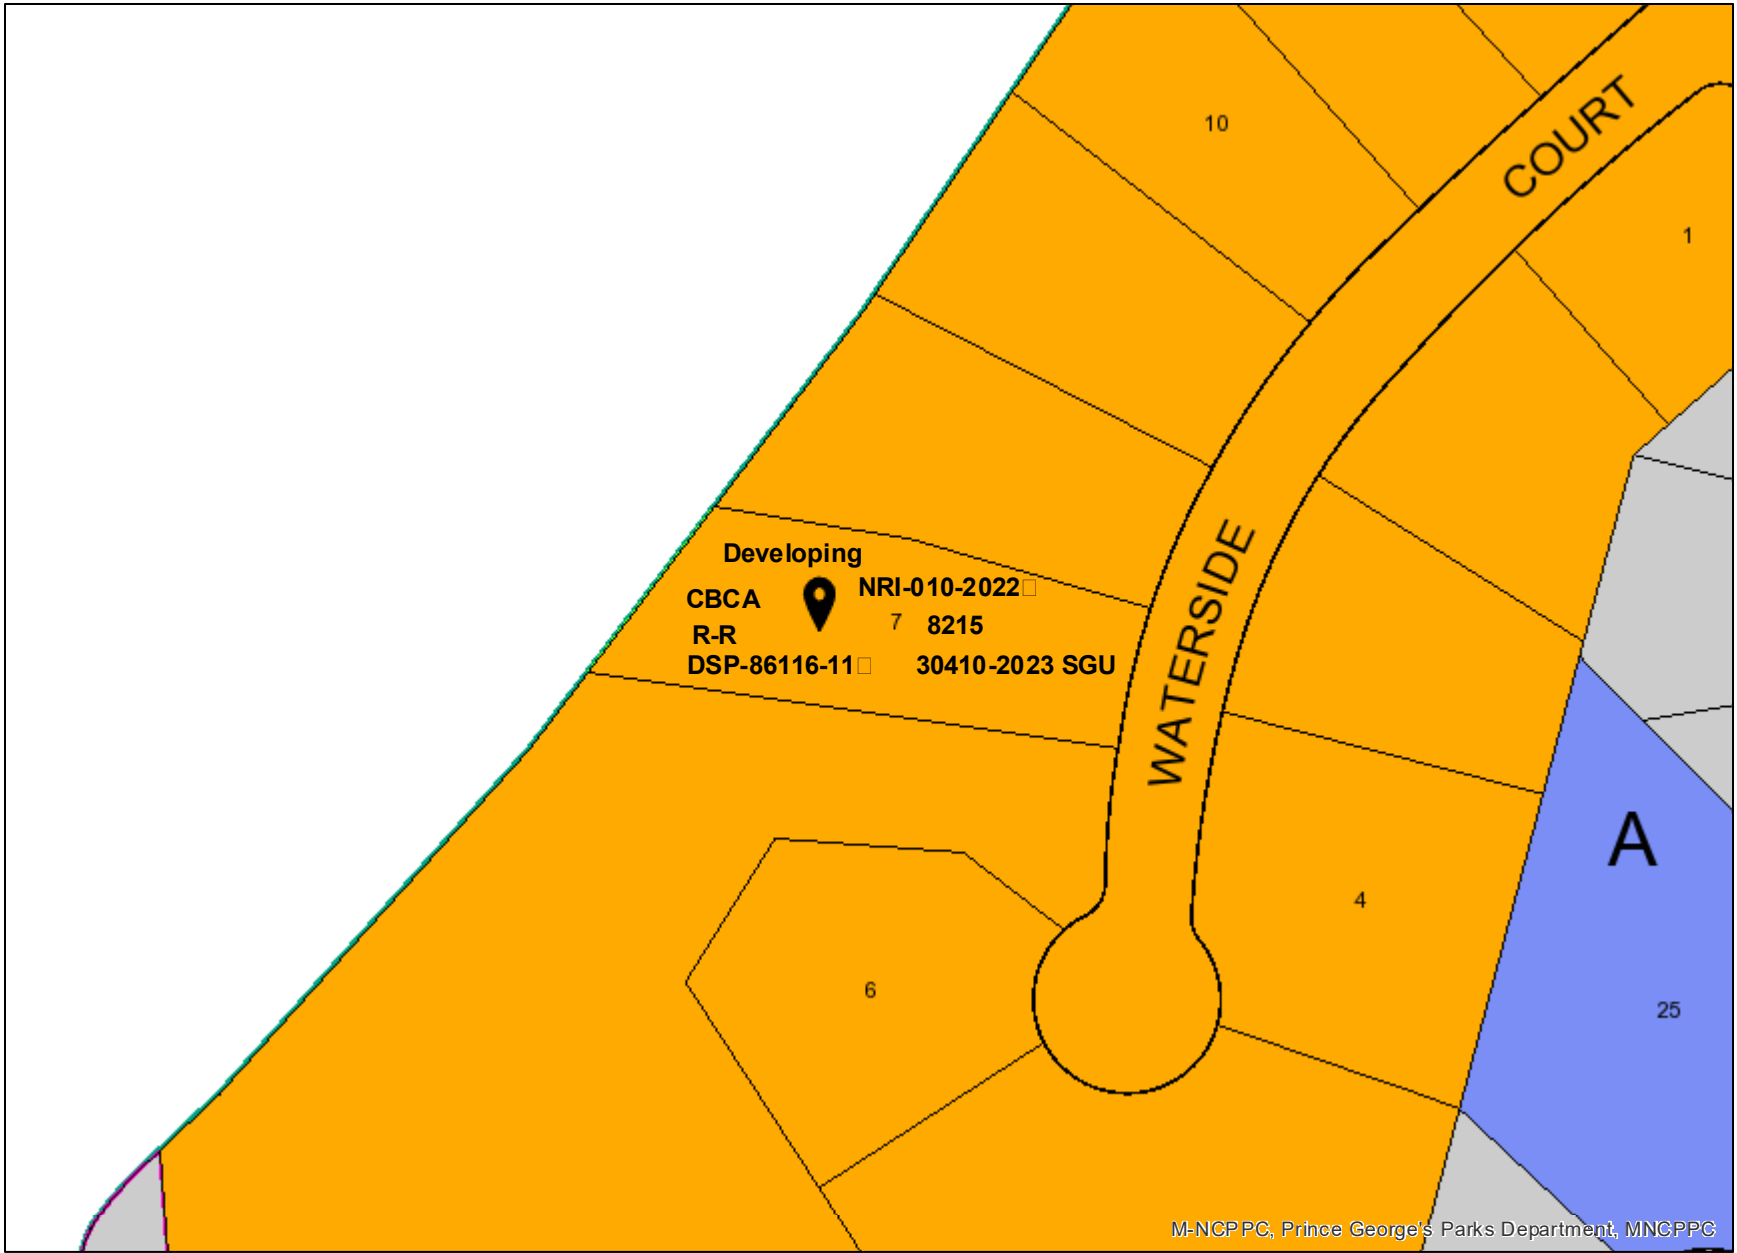 10
COURT
1
WATERSIDE
Developing
NRI-010-2022
CBCA
7
8215
R-R
DSP-86116-11
30410-2023 SGU
A
4
6
25
M-NCPPC, Prince George's Parks Department, MNCPPC